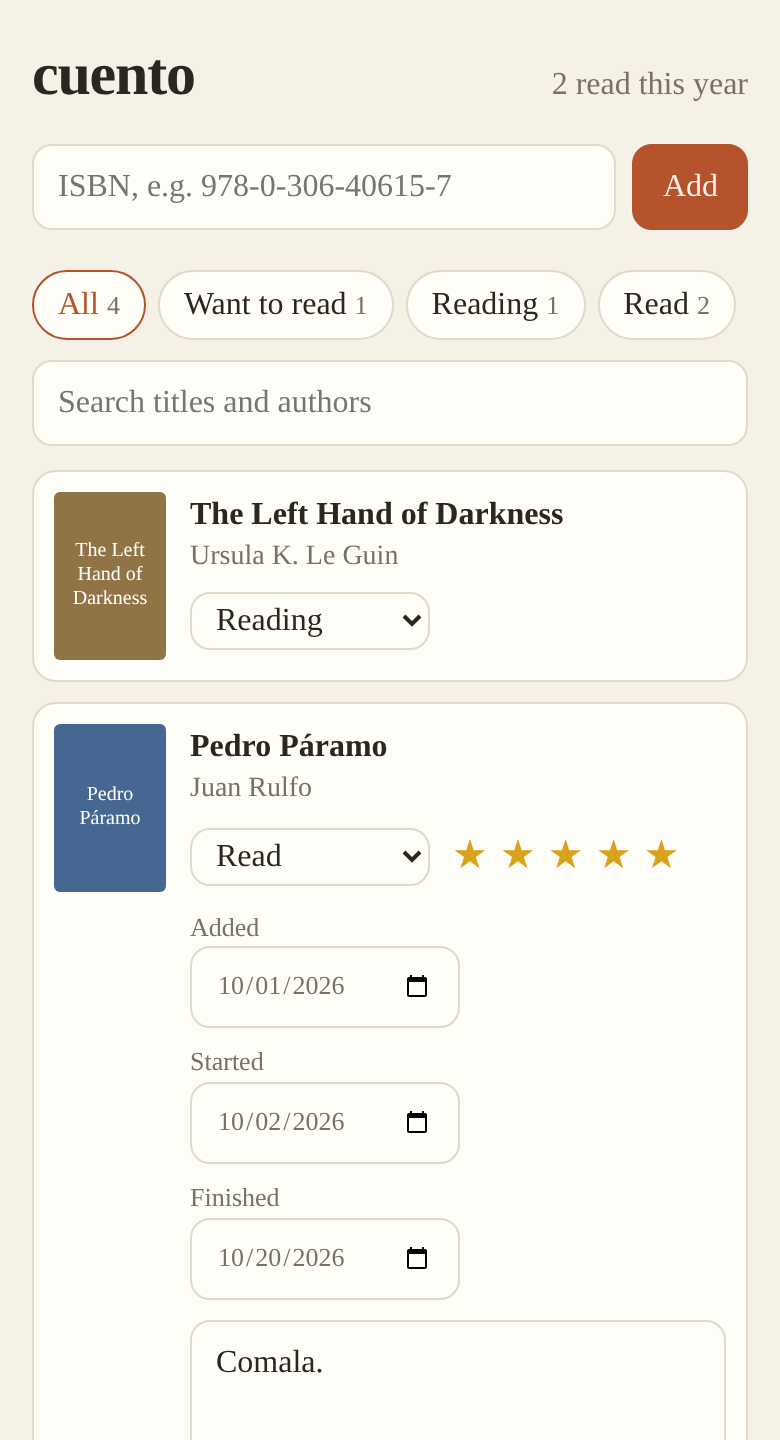 cuento
2 read this year
ISBN, e.g. 978-0-306-40615-7
Add
All 4
Want to read 1
Reading 1
Read 2
Search titles and authors
The Left
Hand of
Darkness
The Left Hand of Darkness
Ursula K. Le Guin
Reading
Pedro
Páramo
Pedro Páramo
Juan Rulfo
Read
★ ★ ★ ★ ★
Added
10/01/2026
Started
10/02/2026
Finished
10/20/2026
Comala.